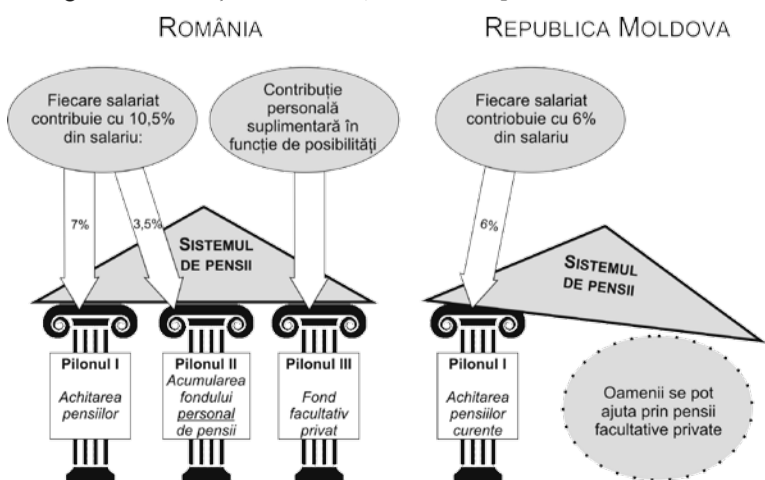 ROMÂNIA
REPUBLICA MOLDOVA
Fiecare salariat
contribuie cu 10,5%
din salariu:
Contribuție
personală
suplimentară în
funcție de posibilități
Fiecare salariat
contriobuie cu 6%
din salariu
7%
3,5%
6%
SISTEMUL
DE PENSII
SISTEMUL
DE PENSII
Pilonul I
Achitarea
pensiilor
Pilonul II
Acumularea
fondului
personal
de pensii
Pilonul III
Fond
facultativ
privat
Pilonul I
Achitarea
pensiilor
curente
Oamenii se pot
ajuta prin pensii
facultative private